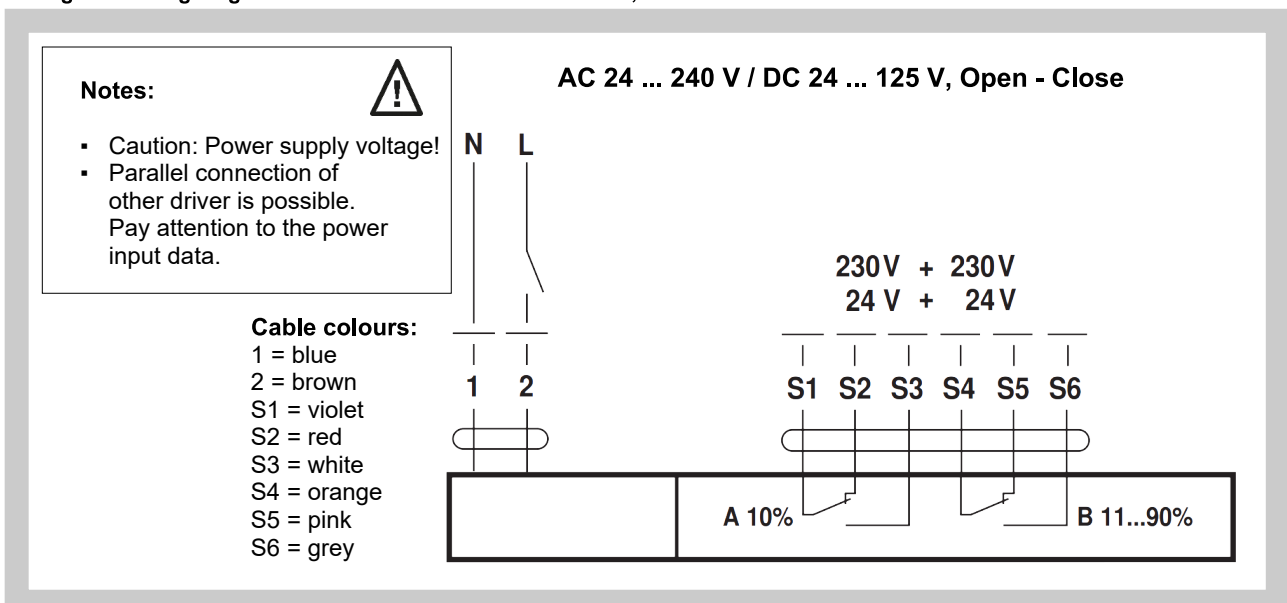 AC 24 ... 240 V / DC 24 ... 125 V, Open - Close
Notes:
▪ Caution: Power supply voltage!
▪ Parallel connection of
other driver is possible.
Pay attention to the power
input data.
N L
230V + 230V
24 V + 24V
Cable colours:
1 = blue
2 = brown
S1 = violet
S2 = red
S3 = white
S4 = orange
S5 = pink
S6 = grey
1 2
S1 S2 S3 S4 S5 S6
A 10%
B 11...90%